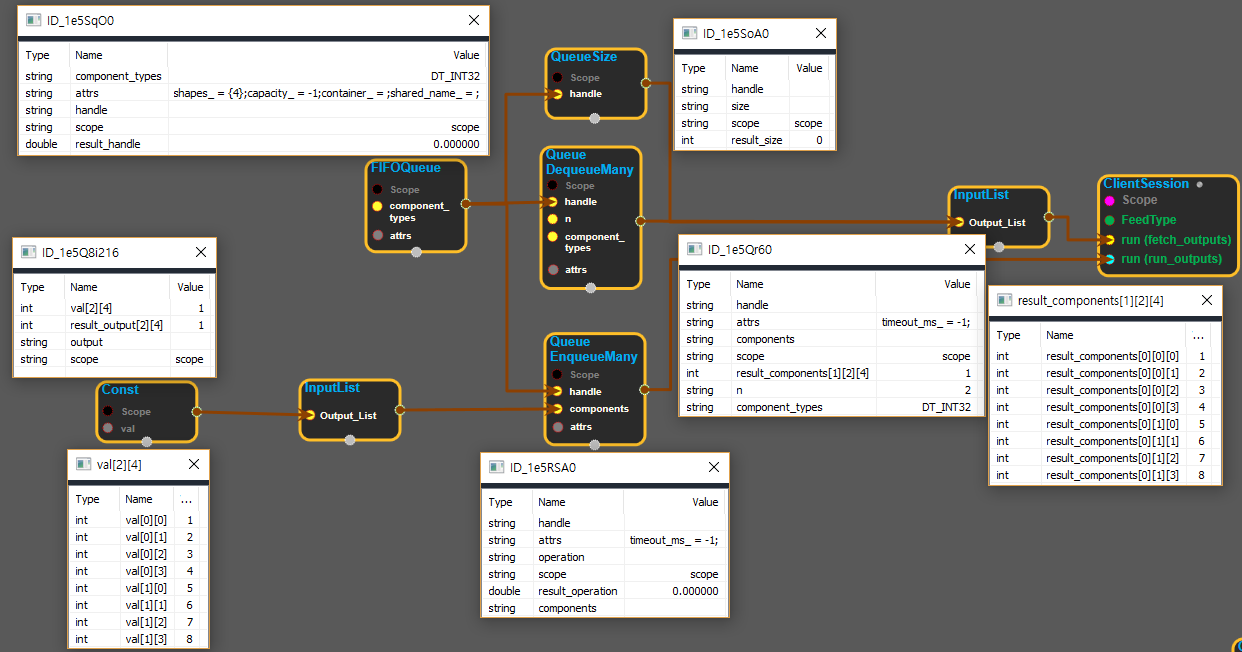 ID_1e5SqO0
Type Name Value
string component_types DT_INT32
string attrs shapes_ = {4};capacity_ = -1;container_ = ;shared_name_ = ;
string handle
string scope scope
double result_handle 0.000000
QueueSize
Scope
handle
ID_1e5SoA0
Type Name Value
string handle
string size
string scope scope
int result_size 0
FIFOQueue
Scope
component_
types
attrs
Queue
DequeueMany
Scope
handle
n
component_
types
attrs
InputList
Output_List
ClientSession
Scope
FeedType
run (fetch_outputs)
run (run_outputs)
ID_1e5Q8i216
Type Name Value
int val[2][4] 1
int result_output[2][4] 1
string output
string scope scope
ID_1e5Qr60
Type Name Value
string handle
string attrs timeout_ms_ = -1;
string components
string scope scope
int result_components[1][2][4] 1
string n 2
string component_types DT_INT32
result_components[1][2][4]
Type Name ...
int result_components[0][0][0] 1
int result_components[0][0][1] 2
int result_components[0][0][2] 3
int result_components[0][0][3] 4
int result_components[0][1][0] 5
int result_components[0][1][1] 6
int result_components[0][1][2] 7
int result_components[0][1][3] 8
Const
Scope
val
InputList
Output_List
Queue
EnqueueMany
Scope
handle
components
attrs
val[2][4]
Type Name ...
int val[0][0] 1
int val[0][1] 2
int val[0][2] 3
int val[0][3] 4
int val[1][0] 5
int val[1][1] 6
int val[1][2] 7
int val[1][3] 8
ID_1e5RSA0
Type Name Value
string handle
string attrs timeout_ms_ = -1;
string operation
string scope scope
double result_operation 0.000000
string components